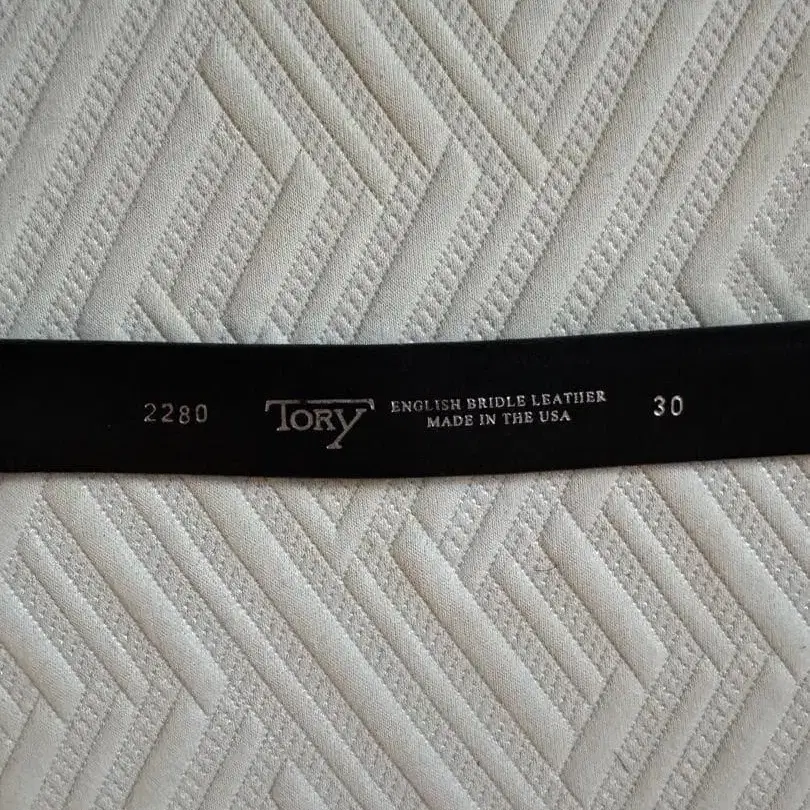 2280 TORY ENGLISH BRIDLE LEATHER 30
MADE IN THE USA